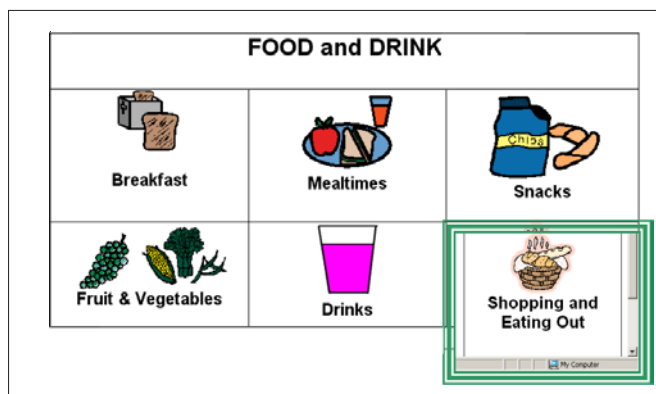 FOOD and DRINK
Breakfast
Mealtimes
Chips
Snacks
Fruit & Vegetables
Drinks
Shopping and
Eating Out
My Computer